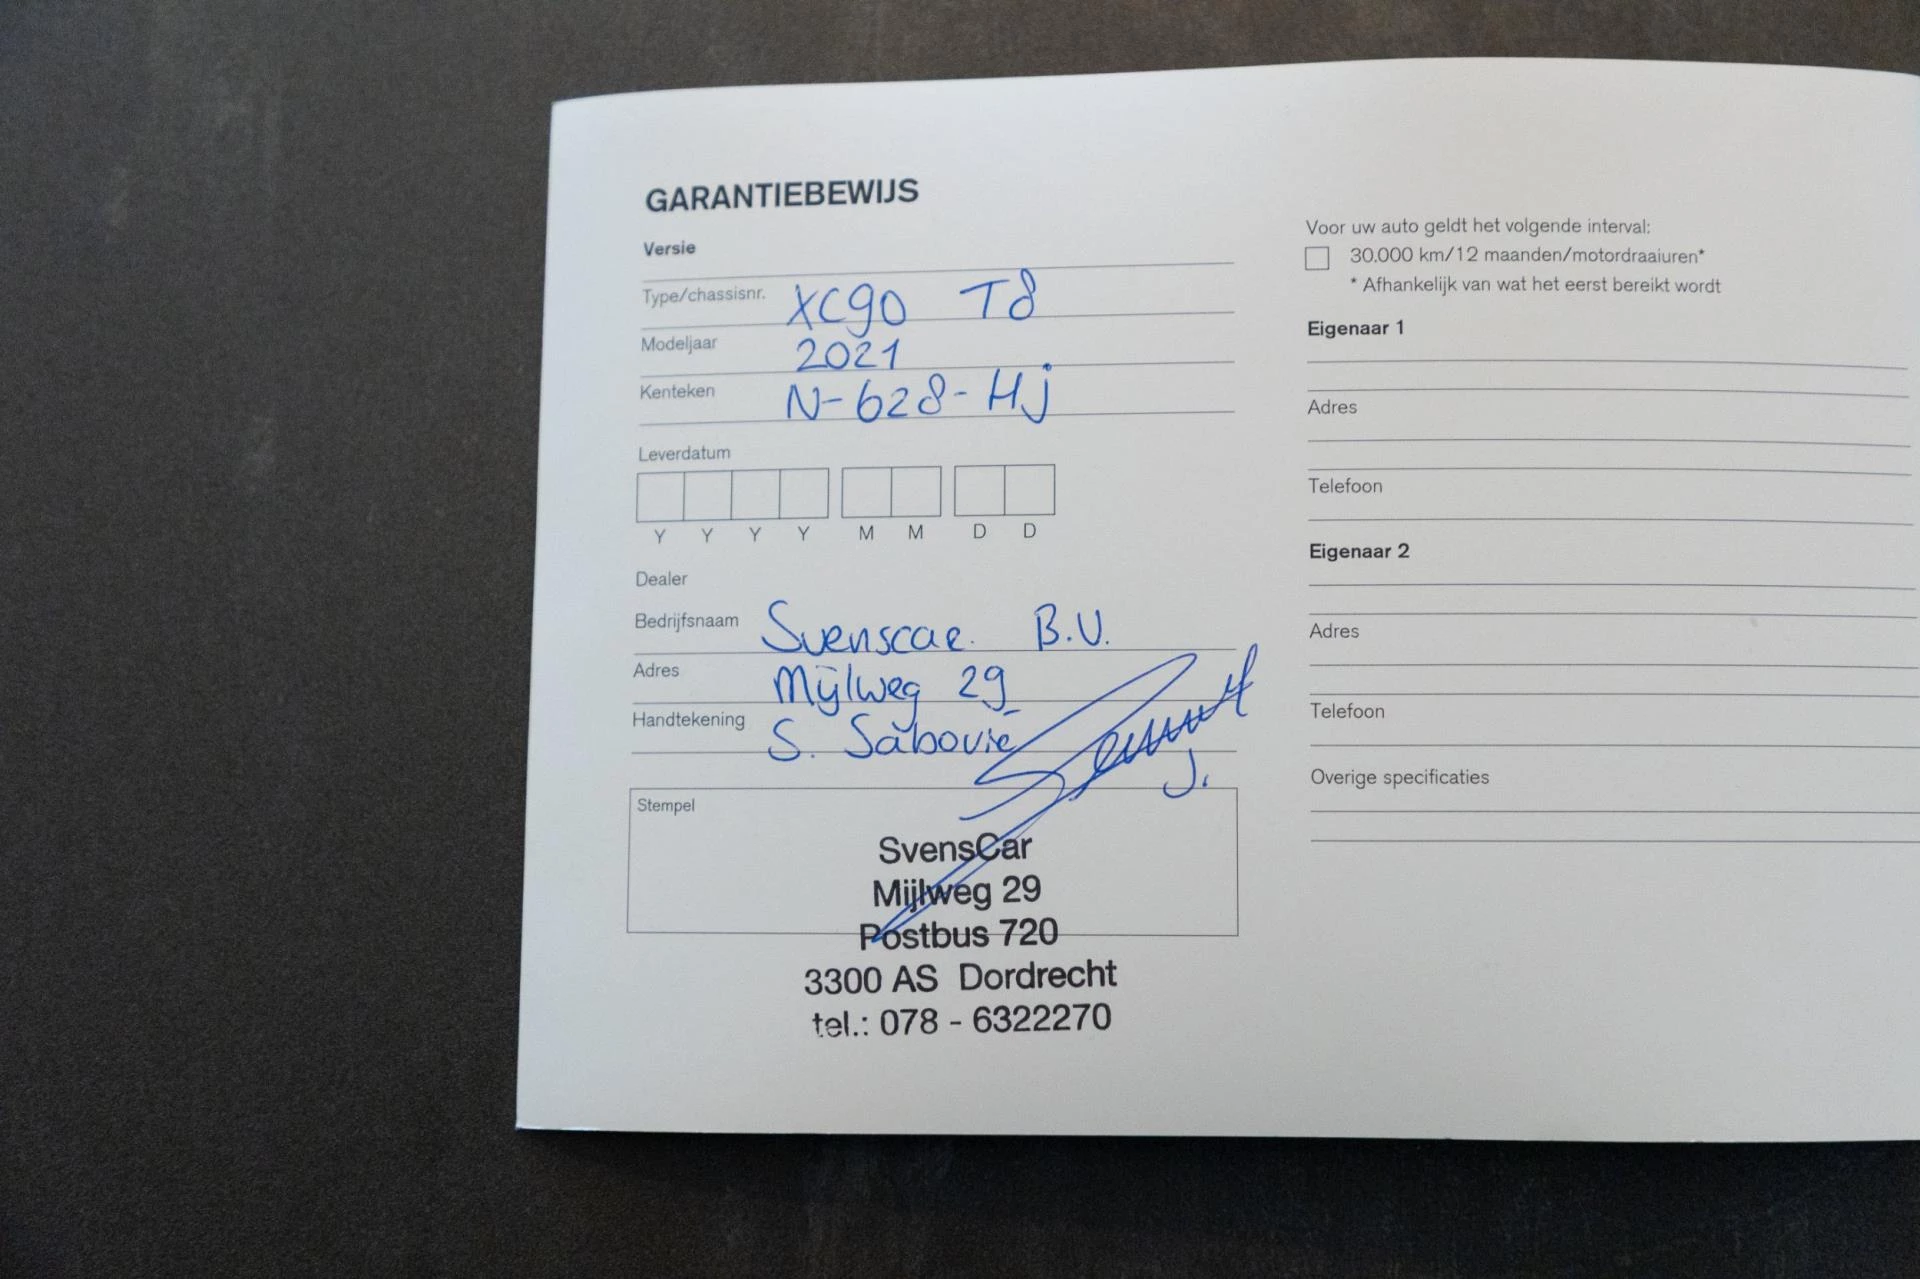 GARANTIEBEWIJS
Versie
Type/chassisnr. XC90 T8
Modeljaar 2021
Kenteken N-628-Hj
Leverdatum
Y Y Y Y M M D D
Dealer
Bedrijfsnaam Svenscar B.V.
Adres Mijlweg 29
Handtekening S. Sabovic
Stempel
SvensCar
Mijlweg 29
Postbus 720
3300 AS Dordrecht
tel.: 078 - 6322270
Voor uw auto geldt het volgende interval:
30.000 km/12 maanden/motordraaiuren*
* Afhankelijk van wat het eerst bereikt wordt
Eigenaar 1
Adres
Telefoon
Eigenaar 2
Adres
Telefoon
Overige specificaties